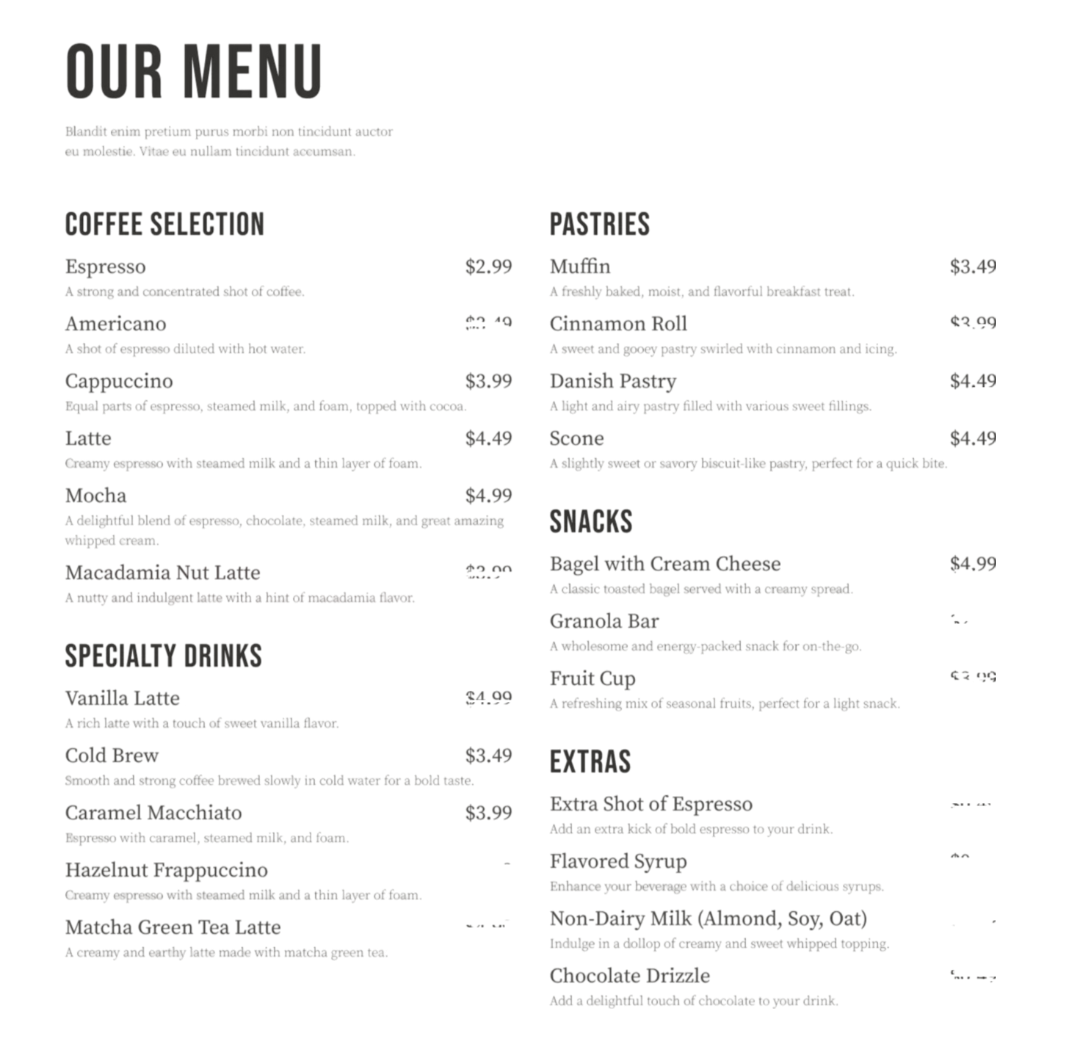 OUR MENU
Blandit enim pretium purus morbi non tincidunt auctor
eu molestie. Vitae eu nullam tincidunt accumsan.
COFFEE SELECTION
Espresso $2.99
A strong and concentrated shot of coffee.
Americano
A shot of espresso diluted with hot water.
Cappuccino $3.99
Equal parts of espresso, steamed milk, and foam, topped with cocoa.
Latte $4.49
Creamy espresso with steamed milk and a thin layer of foam.
Mocha $4.99
A delightful blend of espresso, chocolate, steamed milk, and great amazing
whipped cream.
Macadamia Nut Latte
A nutty and indulgent latte with a hint of macadamia flavor.
SPECIALTY DRINKS
Vanilla Latte $4.99
A rich latte with a touch of sweet vanilla flavor.
Cold Brew $3.49
Smooth and strong coffee brewed slowly in cold water for a bold taste.
Caramel Macchiato $3.99
Espresso with caramel, steamed milk, and foam.
Hazelnut Frappuccino
Creamy espresso with steamed milk and a thin layer of foam.
Matcha Green Tea Latte
A creamy and earthy latte made with matcha green tea.
PASTRIES
Muffin $3.49
A freshly baked, moist, and flavorful breakfast treat.
Cinnamon Roll $3.99
A sweet and gooey pastry swirled with cinnamon and icing.
Danish Pastry $4.49
A light and airy pastry filled with various sweet fillings.
Scone $4.49
A slightly sweet or savory biscuit-like pastry, perfect for a quick bite.
SNACKS
Bagel with Cream Cheese $4.99
A classic toasted bagel served with a creamy spread.
Granola Bar
A wholesome and energy-packed snack for on-the-go.
Fruit Cup
A refreshing mix of seasonal fruits, perfect for a light snack.
EXTRAS
Extra Shot of Espresso
Add an extra kick of bold espresso to your drink.
Flavored Syrup
Enhance your beverage with a choice of delicious syrups.
Non-Dairy Milk (Almond, Soy, Oat)
Indulge in a dollop of creamy and sweet whipped topping.
Chocolate Drizzle
Add a delightful touch of chocolate to your drink.